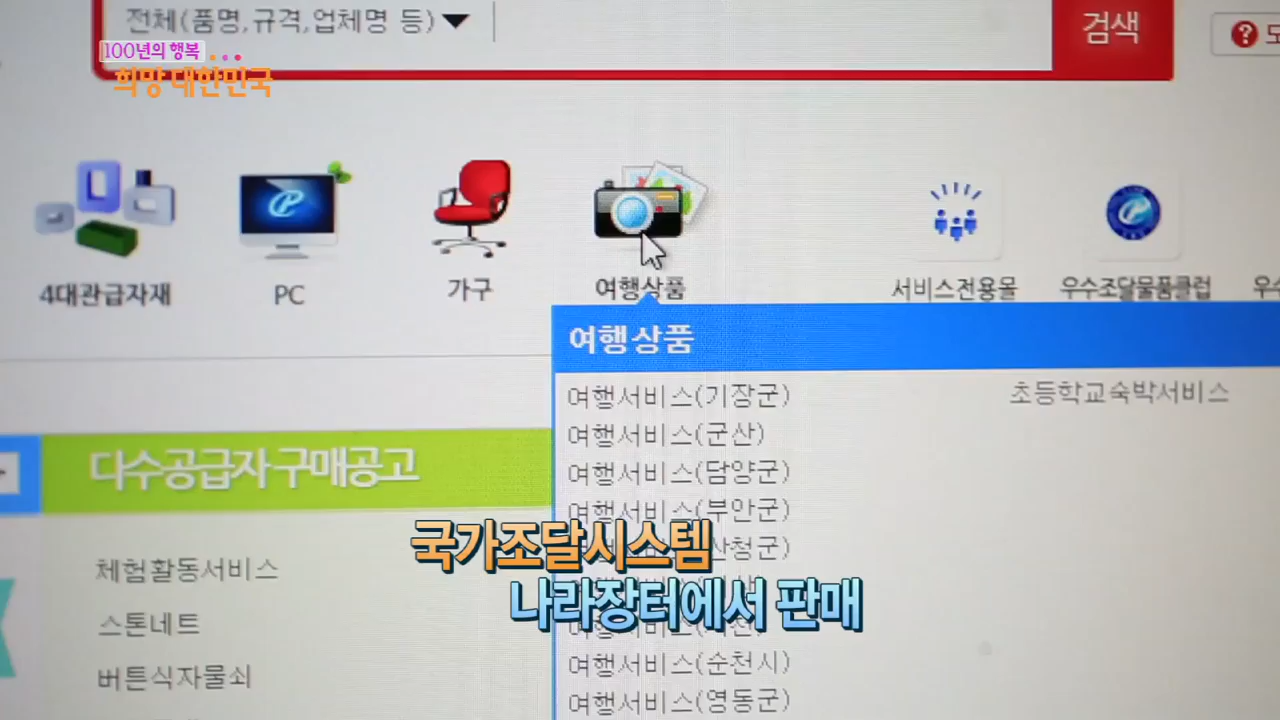 전체(품명,규격,업체명 등)
검색
100년의 행복...
희망 대한민국
4대관급자재
PC
가구
여행상품
서비스전용몰
우수조달물품클럽
여행상품
여행서비스(기장군)
초등학교숙박서비스
여행서비스(군산)
여행서비스(담양군)
여행서비스(부안군)
다수공급자 구매공고
체험활동서비스
스톤네트
버튼식자물쇠
국가조달시스템
나라장터에서 판매
여행서비스(순천시)
여행서비스(영동군)